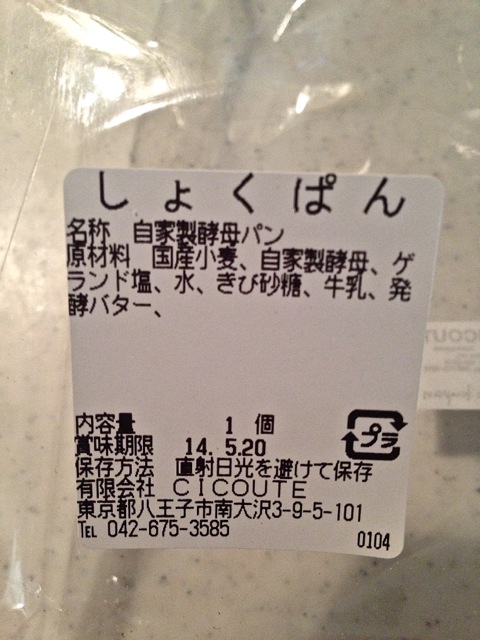 しょくぱん
名称　自家製酵母パン
原材料　国産小麦、自家製酵母、ゲ
ランド塩、水、きび砂糖、牛乳、発
酵バター、
内容量　1 個
賞味期限　14. 5.20
プラ
保存方法　直射日光を避けて保存
有限会社 CICOUTE
東京都八王子市南大沢3-9-5-101
TEL 042-675-3585
0104